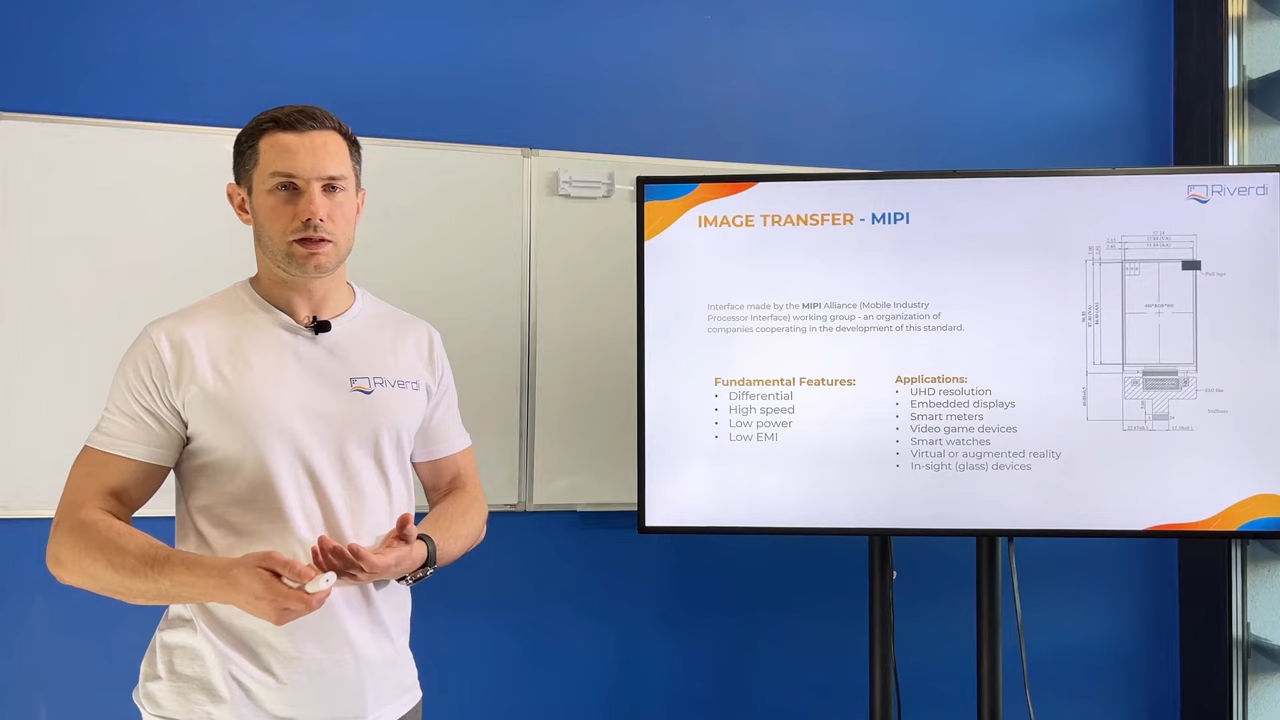 Riverdi
Riverdi
IMAGE TRANSFER - MIPI
Interface made by the MIPI Alliance (Mobile Industry
Processor Interface) working group - an organization of
companies cooperating in the development of this standard.
Fundamental Features:
• Differential
• High speed
• Low power
• Low EMI
Applications:
• UHD resolution
• Embedded displays
• Smart meters
• Video game devices
• Smart watches
• Virtual or augmented reality
• In-sight (glass) devices